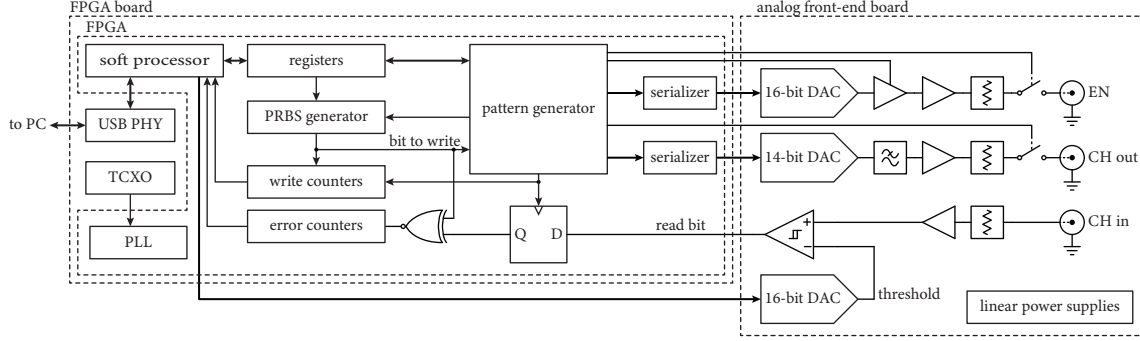 FPGA board
analog front-end board
FPGA
soft processor
registers
pattern generator
serializer
16-bit DAC
EN
to PC
USB PHY
PRBS generator
bit to write
serializer
14-bit DAC
CH out
TCXO
write counters
error counters
PLL
Q
D
read bit
+
−
CH in
16-bit DAC
threshold
linear power supplies